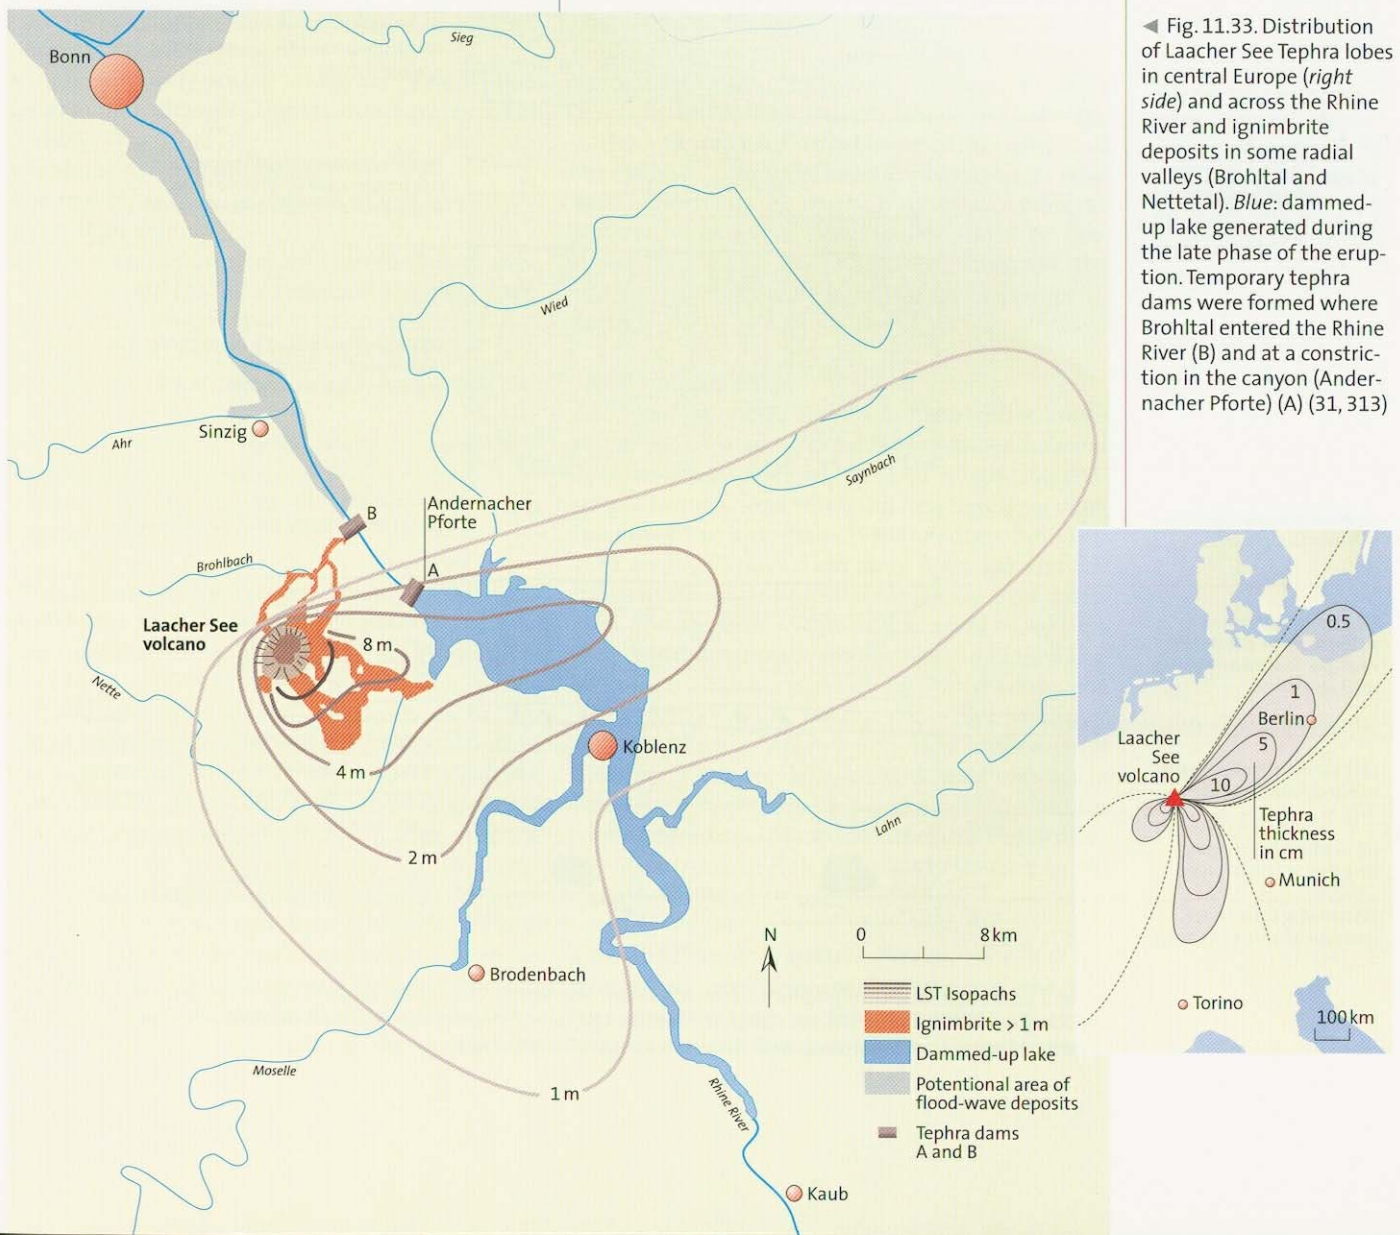 ◄ Fig. 11.33. Distribution
of Laacher See Tephra lobes
in central Europe (right
side) and across the Rhine
River and ignimbrite
deposits in some radial
valleys (Brohltal and
Nettetal). Blue: dammed-
up lake generated during
the late phase of the erup-
tion. Temporary tephra
dams were formed where
Brohltal entered the Rhine
River (B) and at a constric-
tion in the canyon (Ander-
nacher Pforte) (A) (31, 313)
Bonn
Sieg
Wied
Sinzig
Ahr
Saynbach
B
Andernacher
Pforte
Brohlbach
A
Laacher See
volcano
8 m
Nette
Koblenz
4 m
Lahn
2 m
Brodenbach
Moselle
1 m
Rhine River
Kaub
N
0 8 km
LST Isopachs
Ignimbrite > 1 m
Dammed-up lake
Potentional area of
flood-wave deposits
Tephra dams
A and B
0.5
1
Berlin
5
Laacher
See
volcano
10
Tephra
thickness
in cm
Munich
Torino
100 km